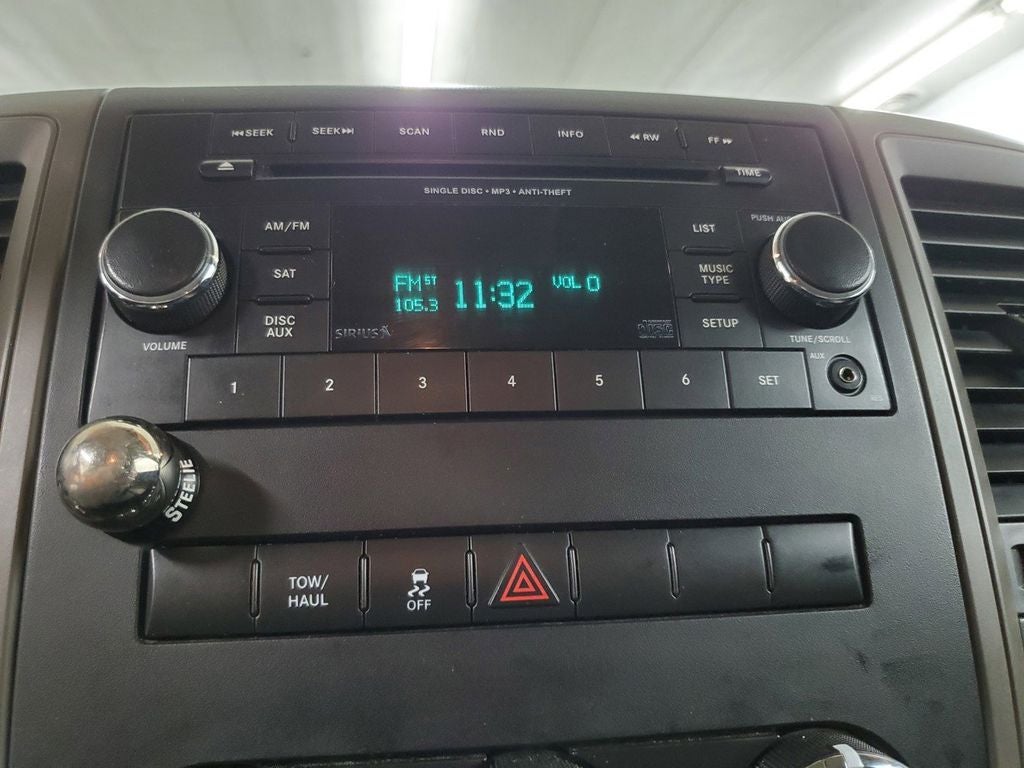 SEEK SEEK SCAN RND INFO RW FF
TIME
SINGLE DISC • MP3 • ANTI-THEFT
PUSH
AM/FM LIST
SAT MUSIC
TYPE
FM ST 11:32 VOL 0
105.3
DISC
AUX
SETUP
SIRIUS DISC
VOLUME TUNE/SCROLL
AUX
1 2 3 4 5 6 SET
STEELIE
TOW/
HAUL
OFF